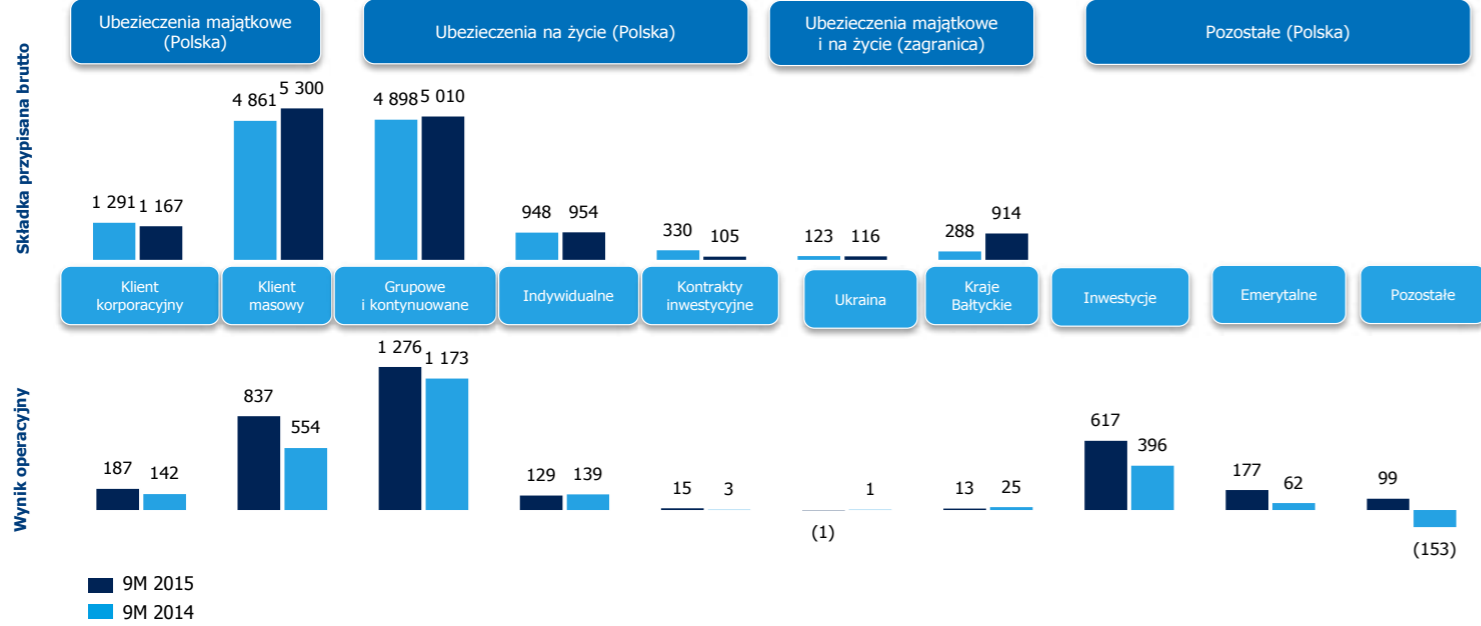 Ubezpieczenia majątkowe
(Polska)
Ubezpieczenia na życie (Polska)
Ubezpieczenia majątkowe
i na życie (zagranica)
Pozostałe (Polska)
Składka przypisana brutto
1 291
1 167
4 861
5 300
4 898
5 010
948
954
330
105
123
116
288
914
Klient
korporacyjny
Klient
masowy
Grupowe
i kontynuowane
Indywidualne
Kontrakty
inwestycyjne
Ukraina
Kraje
Bałtyckie
Inwestycje
Emerytalne
Pozostałe
Wynik operacyjny
187
142
837
554
1 276
1 173
129
139
15
3
(1)
1
13
25
617
396
177
62
99
(153)
9M 2015
9M 2014